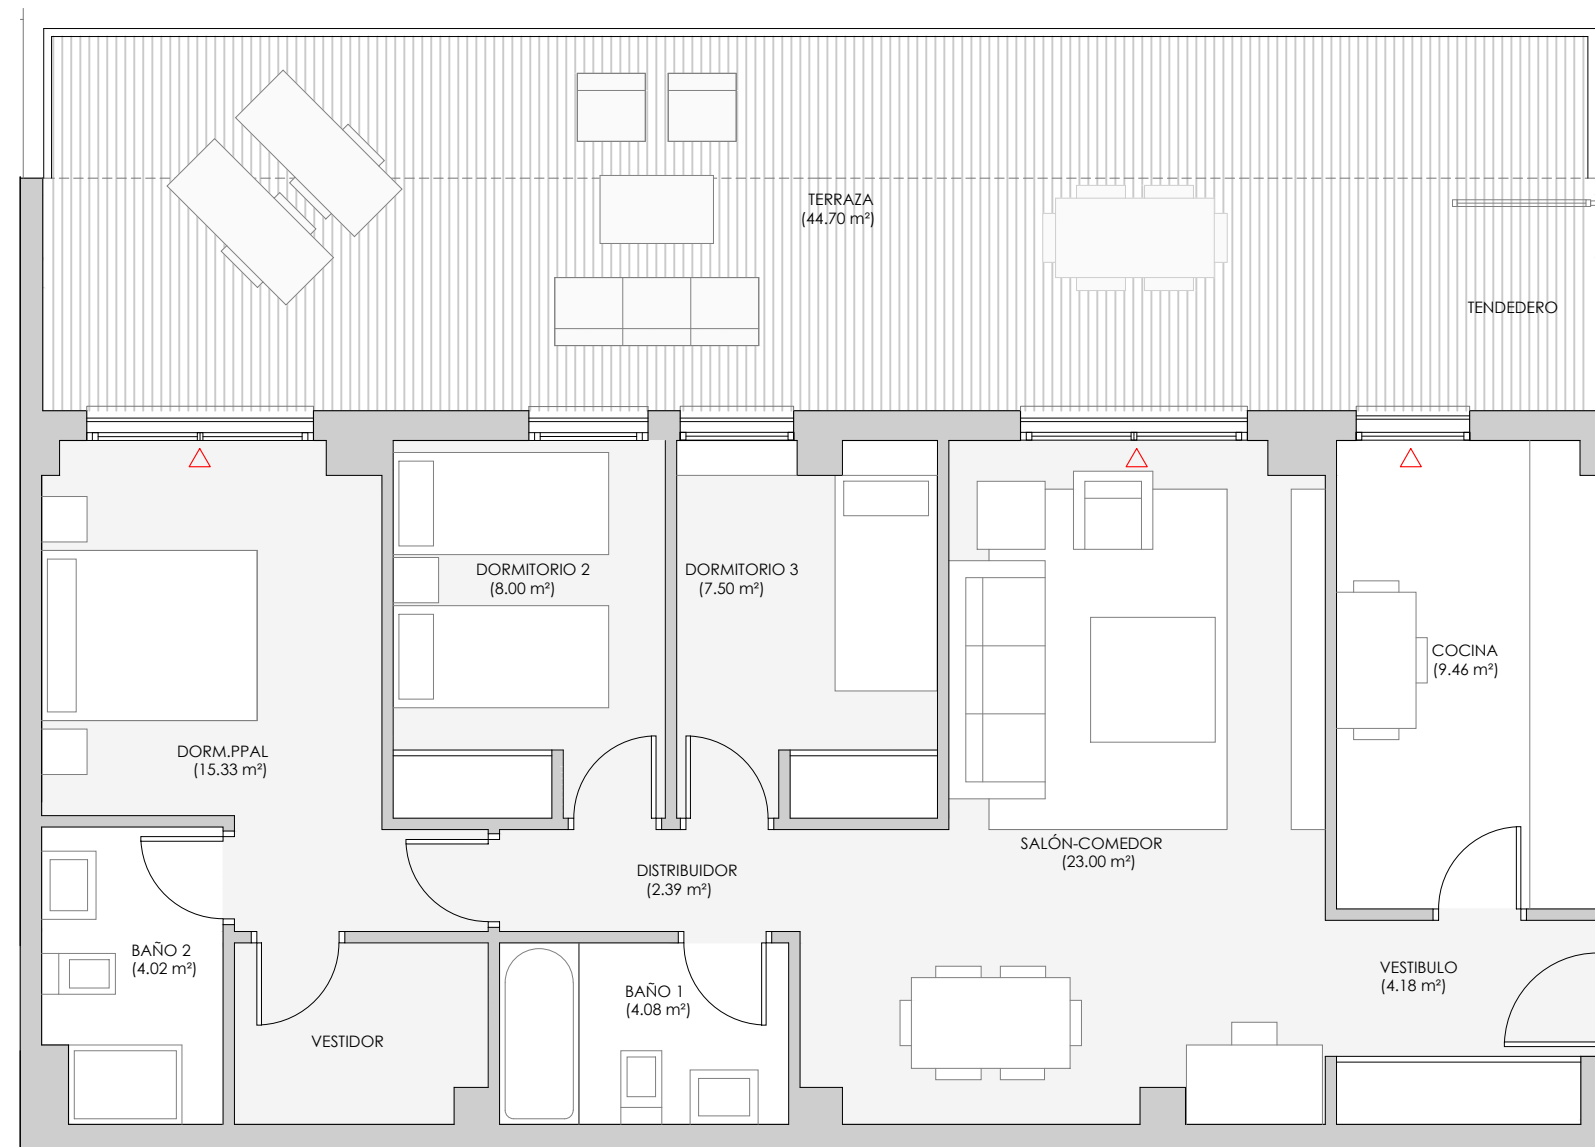 TERRAZA
(44.70 m²)
TENDEDERO
DORMITORIO 2
(8.00 m²)
DORMITORIO 3
(7.50 m²)
COCINA
(9.46 m²)
DORM.PPAL
(15.33 m²)
SALÓN-COMEDOR
(23.00 m²)
DISTRIBUIDOR
(2.39 m²)
BAÑO 2
(4.02 m²)
VESTIBULO
(4.18 m²)
BAÑO 1
(4.08 m²)
VESTIDOR